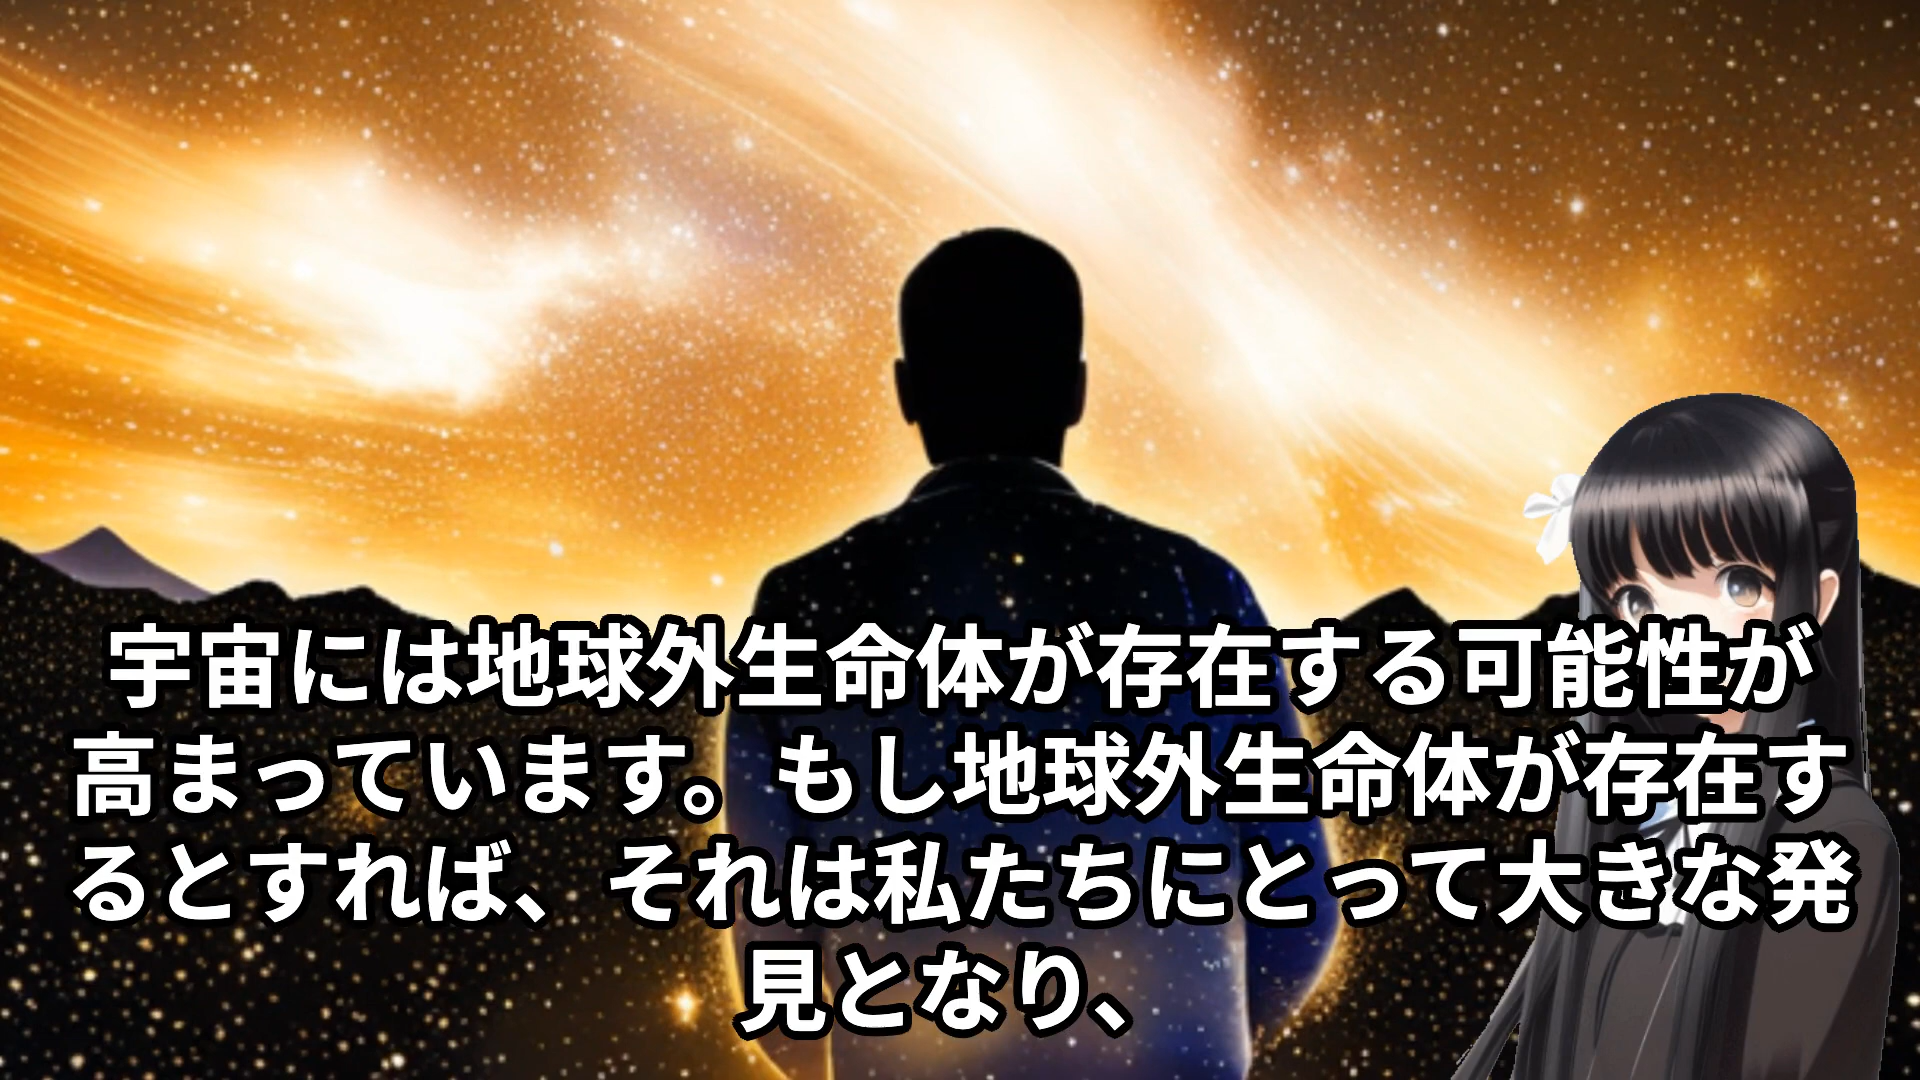 宇宙には地球外生命体が存在する可能性が
高まっています。もし地球外生命体が存在す
るとすれば、それは私たちにとって大きな発
見となり、